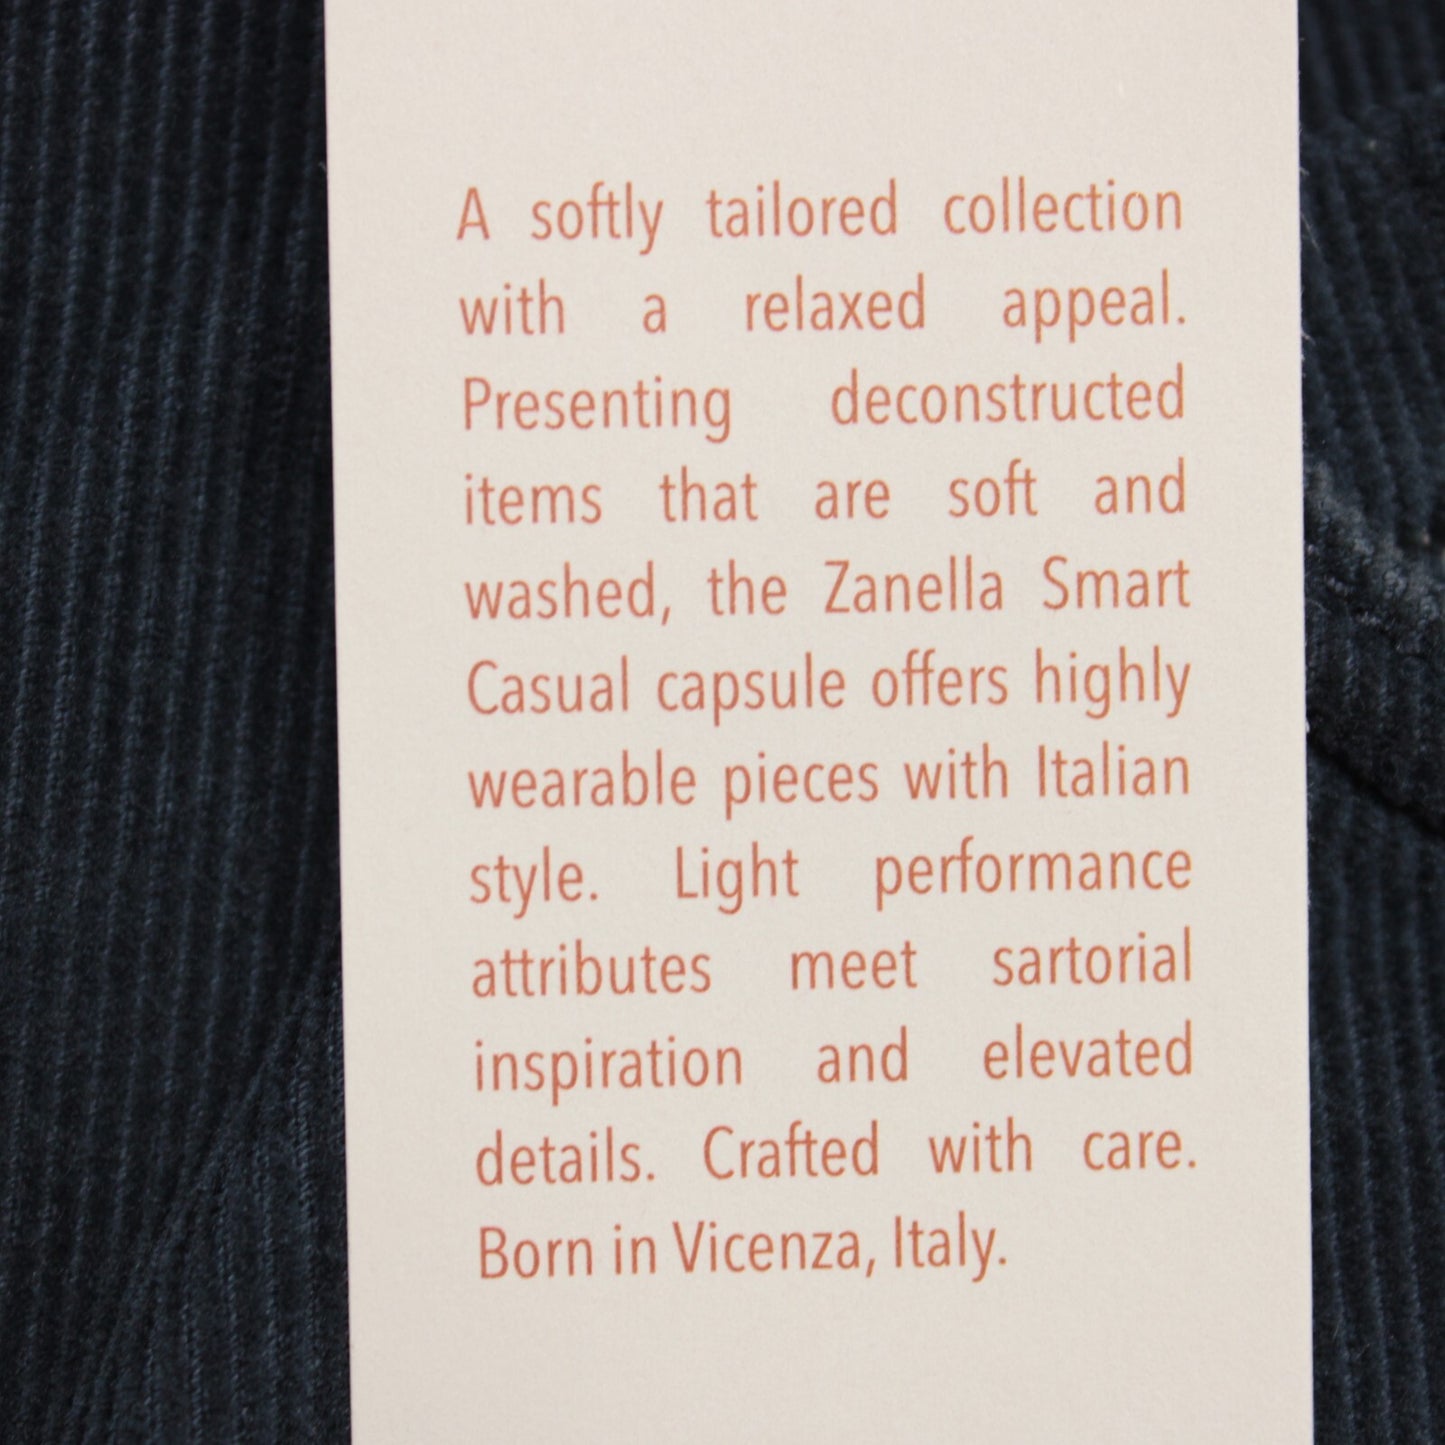 A softly tailored collection
with a relaxed appeal.
Presenting deconstructed
items that are soft and
washed, the Zanella Smart
Casual capsule offers highly
wearable pieces with Italian
style. Light performance
attributes meet sartorial
inspiration and elevated
details. Crafted with care.
Born in Vicenza, Italy.